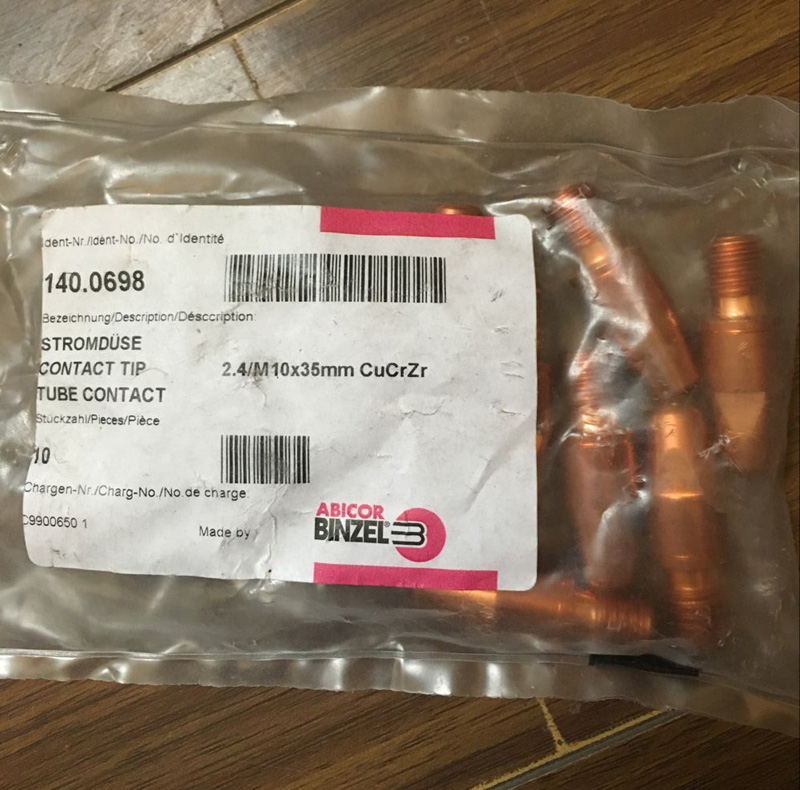 Ident-Nr./Ident-No./No. d'Identité
140.0698
Bezeichnung/Description/Désccription:
STROMDÜSE
CONTACT TIP 2.4/M10x35mm CuCrZr
TUBE CONTACT
Stückzahl/Pieces/Pièce
10
Chargen-Nr./Charg-No./No.de charge.
C9900650 1
Made by
ABICOR
BINZEL®